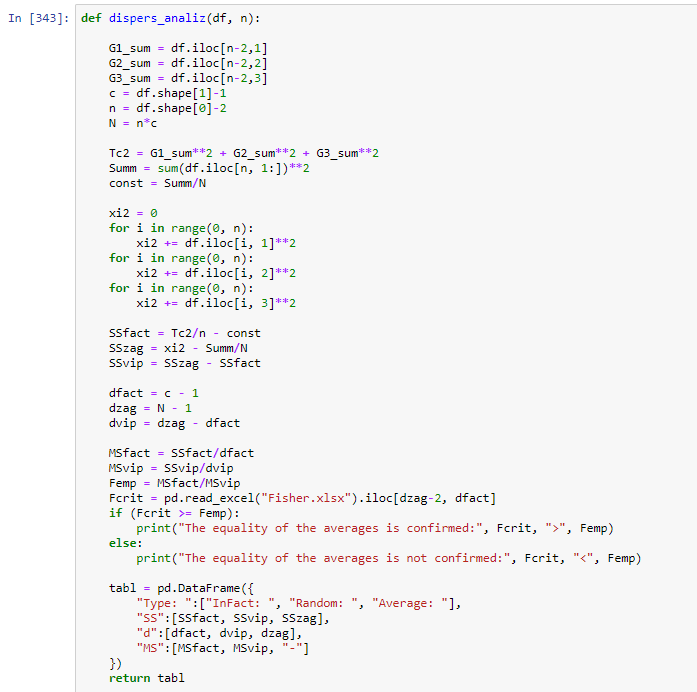 In [343]: def dispers_analiz(df, n):
G1_sum = df.iloc[n-2,1]
G2_sum = df.iloc[n-2,2]
G3_sum = df.iloc[n-2,3]
c = df.shape[1]-1
n = df.shape[0]-2
N = n*c
Tc2 = G1_sum**2 + G2_sum**2 + G3_sum**2
Summ = sum(df.iloc[n, 1:])**2
const = Summ/N
xi2 = 0
for i in range(0, n):
xi2 += df.iloc[i, 1]**2
for i in range(0, n):
xi2 += df.iloc[i, 2]**2
for i in range(0, n):
xi2 += df.iloc[i, 3]**2
SSfact = Tc2/n - const
SSzag = xi2 - Summ/N
SSvip = SSzag - SSfact
dfact = c - 1
dzag = N - 1
dvip = dzag - dfact
MSfact = SSfact/dfact
MSvip = SSvip/dvip
Femp = MSfact/MSvip
Fcrit = pd.read_excel("Fisher.xlsx").iloc[dzag-2, dfact]
if (Fcrit >= Femp):
print("The equality of the averages is confirmed:", Fcrit, ">", Femp)
else:
print("The equality of the averages is not confirmed:", Fcrit, "<", Femp)
tabl = pd.DataFrame({
"Type: ":["InFact: ", "Random: ", "Average: "],
"SS":[SSfact, SSvip, SSzag],
"d":[dfact, dvip, dzag],
"MS":[MSfact, MSvip, "-"]
})
return tabl